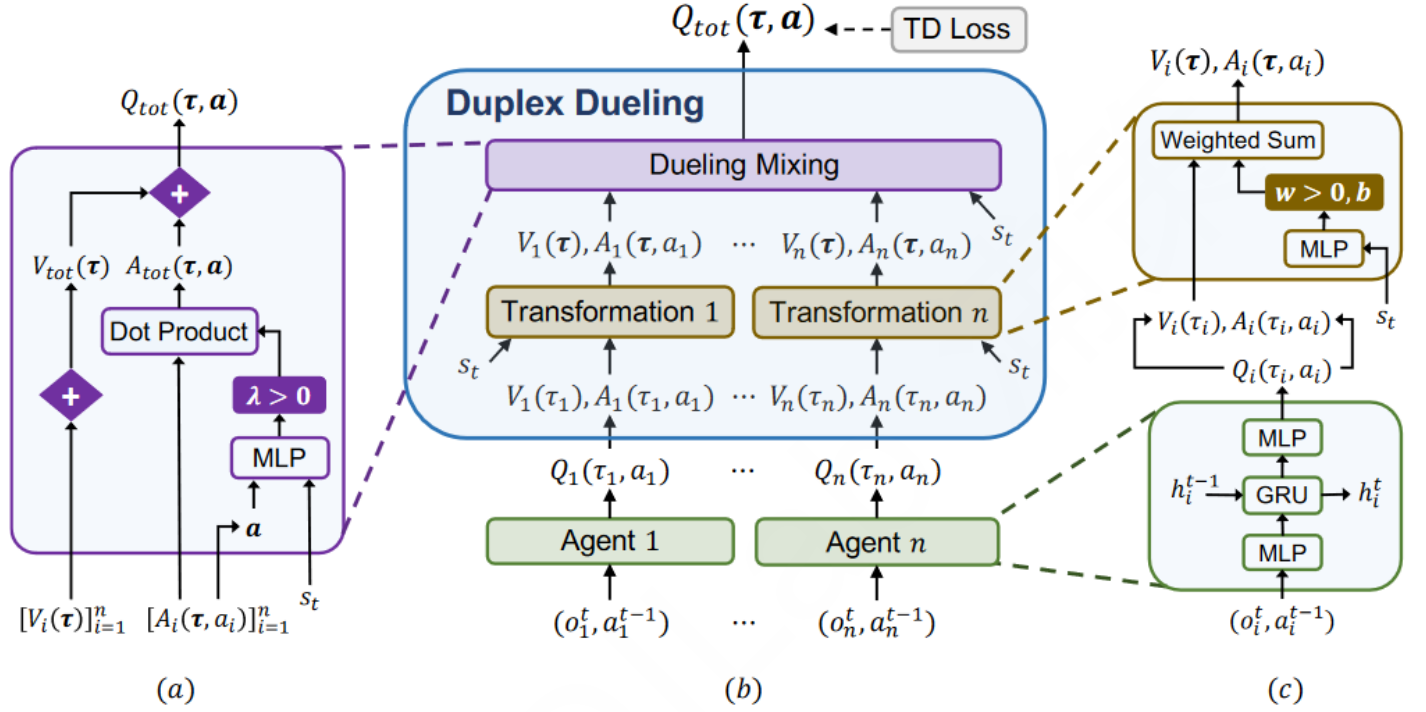 Q_tot(τ, a)
+
V_tot(τ) A_tot(τ, a)
Dot Product
λ > 0
+
MLP
a
s_t
[V_i(τ)]_{i=1}^n [A_i(τ, a_i)]_{i=1}^n
(a)
Q_tot(τ, a)
TD Loss
Duplex Dueling
Dueling Mixing
s_t
V_1(τ), A_1(τ, a_1) ⋯ V_n(τ), A_n(τ, a_n)
Transformation 1 Transformation n
s_t s_t
V_1(τ_1), A_1(τ_1, a_1) ⋯ V_n(τ_n), A_n(τ_n, a_n)
Q_1(τ_1, a_1) ⋯ Q_n(τ_n, a_n)
Agent 1 Agent n
(o_1^t, a_1^{t-1}) ⋯ (o_n^t, a_n^{t-1})
(b)
V_i(τ), A_i(τ, a_i)
Weighted Sum
w > 0, b
MLP
V_i(τ_i), A_i(τ_i, a_i) s_t
Q_i(τ_i, a_i)
MLP
h_i^{t-1} GRU h_i^t
MLP
(o_i^t, a_i^{t-1})
(c)